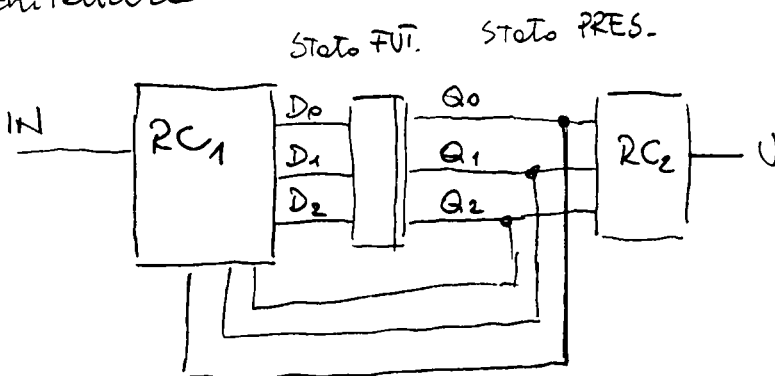 Stato FUT. Stato PRES.
IN RC1 D0 Q0 RC2 U
D1 Q1
D2 Q2